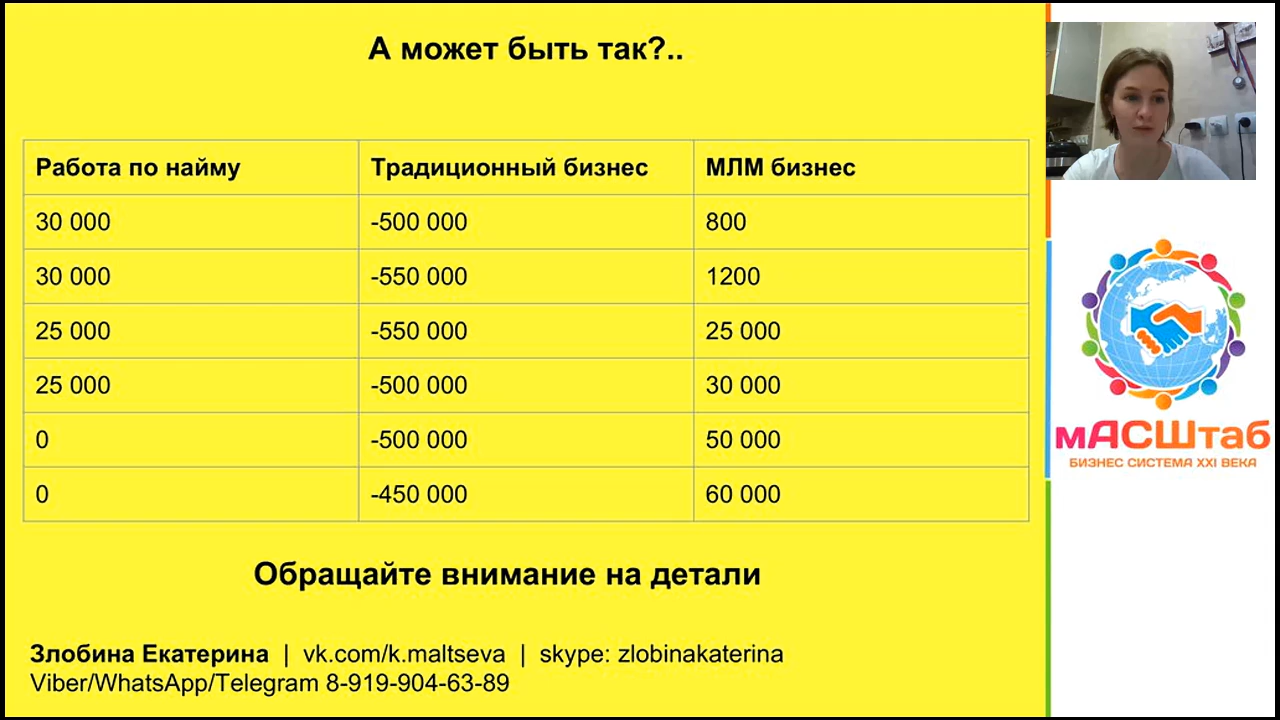 А может быть так?..
Работа по найму Традиционный бизнес МЛМ бизнес
30 000 -500 000 800
30 000 -550 000 1200
25 000 -550 000 25 000
25 000 -500 000 30 000
0 -500 000 50 000
0 -450 000 60 000
Обращайте внимание на детали
Злобина Екатерина | vk.com/k.maltseva | skype: zlobinakaterina
Viber/WhatsApp/Telegram 8-919-904-63-89
мАСШтаб
БИЗНЕС СИСТЕМА XXI ВЕКА